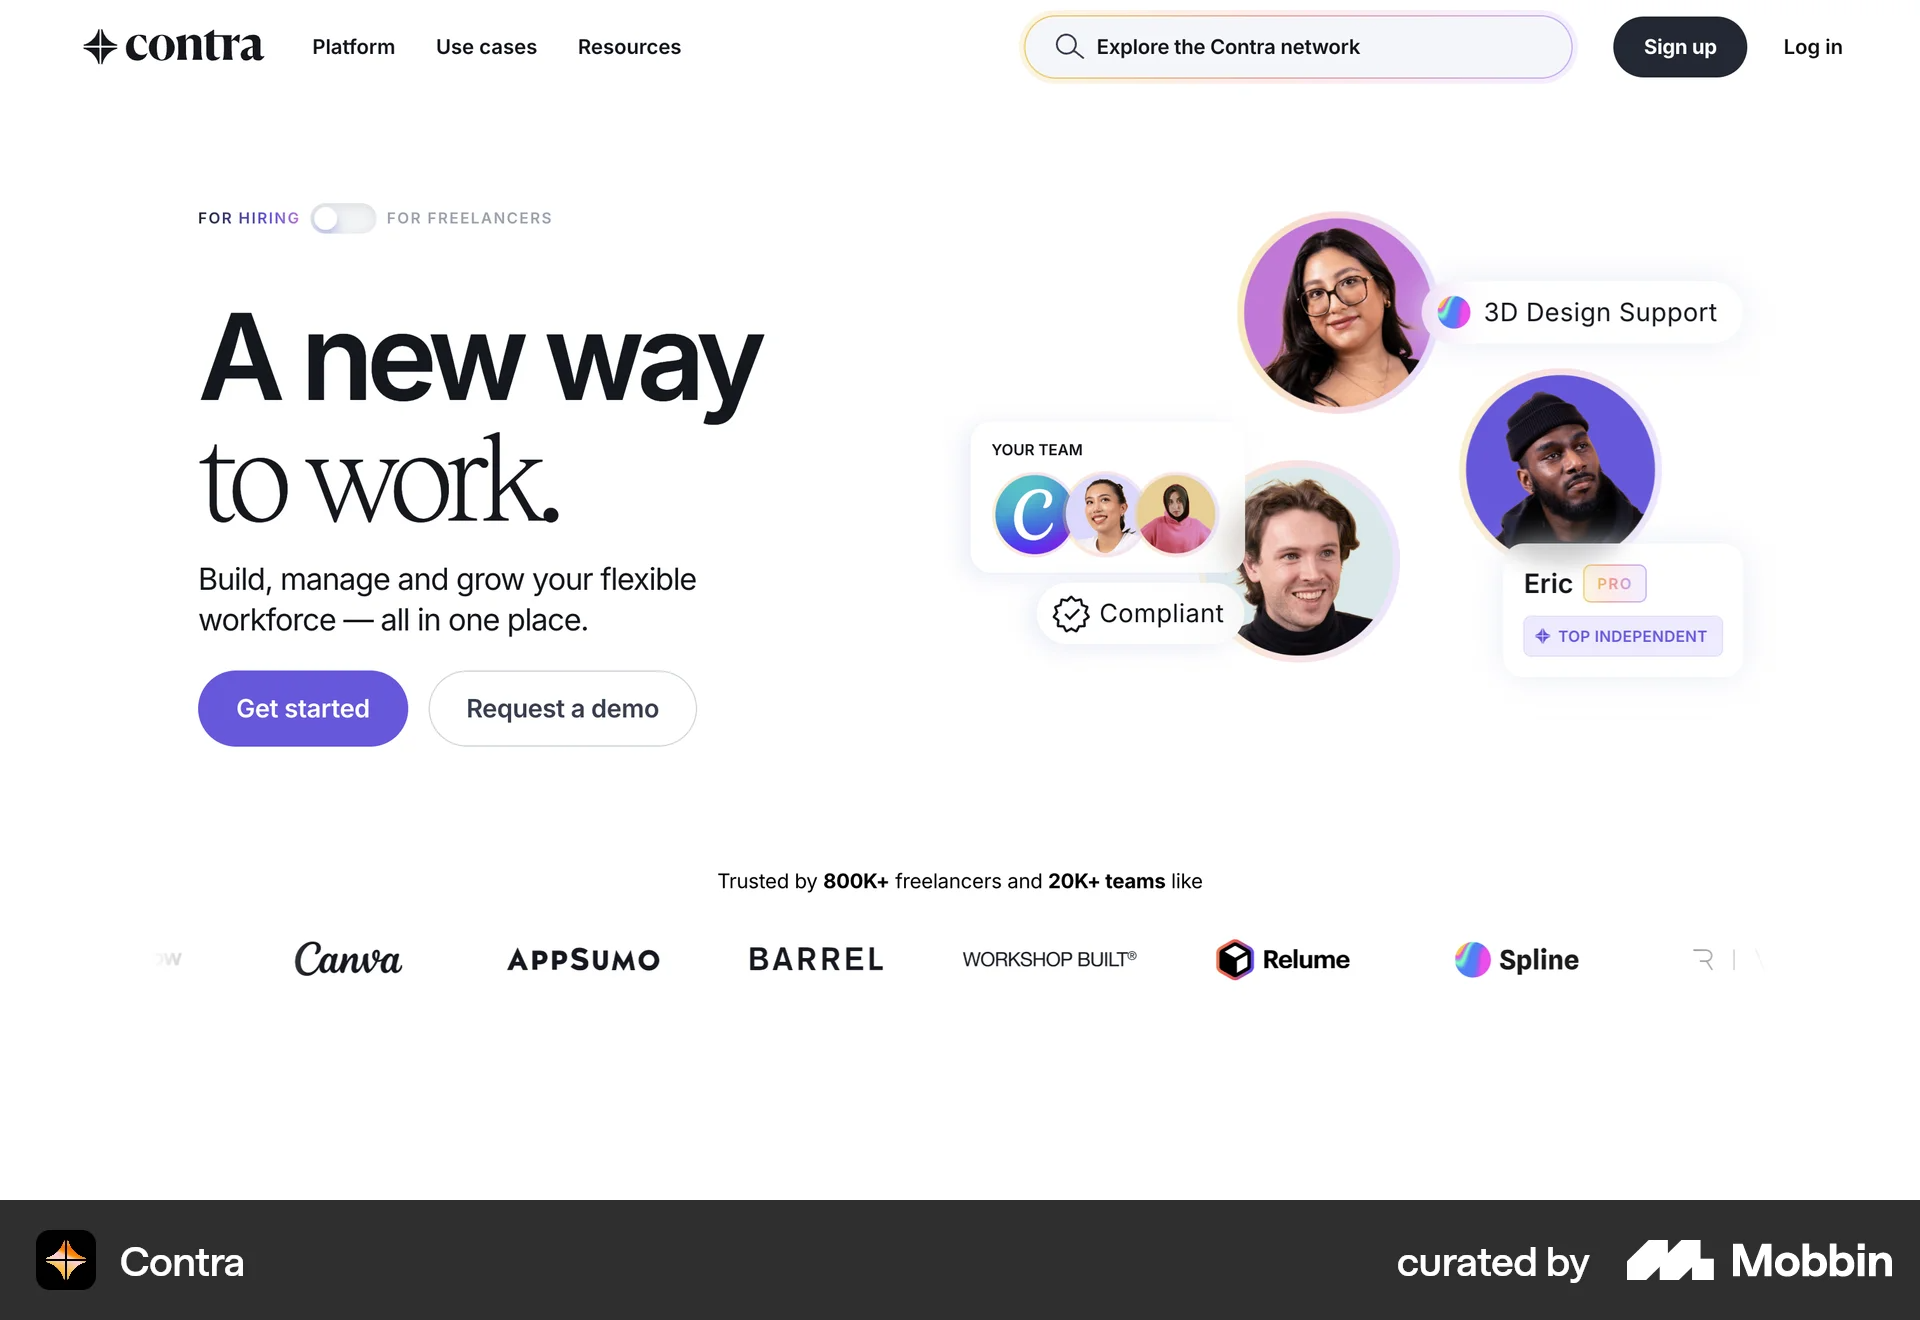 contra
Platform
Use cases
Resources
Explore the Contra network
Sign up
Log in
FOR HIRING
FOR FREELANCERS
A new way
to work.
Build, manage and grow your flexible
workforce — all in one place.
Get started
Request a demo
3D Design Support
YOUR TEAM
C
Compliant
Eric
PRO
TOP INDEPENDENT
Trusted by 800K+ freelancers and 20K+ teams like
Canva
APPSUMO
BARREL
WORKSHOP BUILT®
Relume
Spline
Contra
curated by
Mobbin